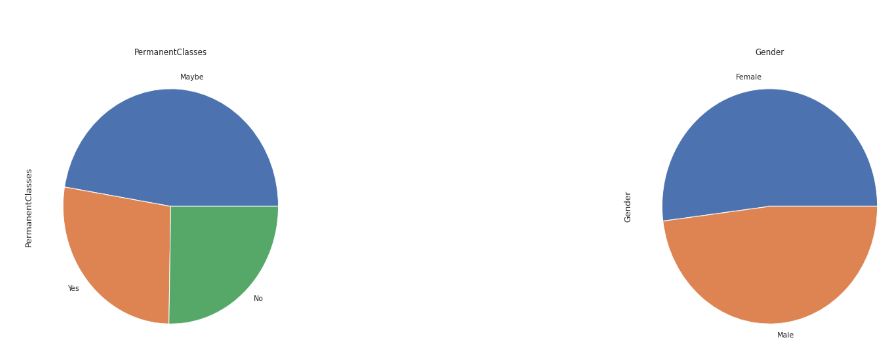 PermanentClasses
Maybe
PermanentClasses
Yes
No
Gender
Female
Gender
Male